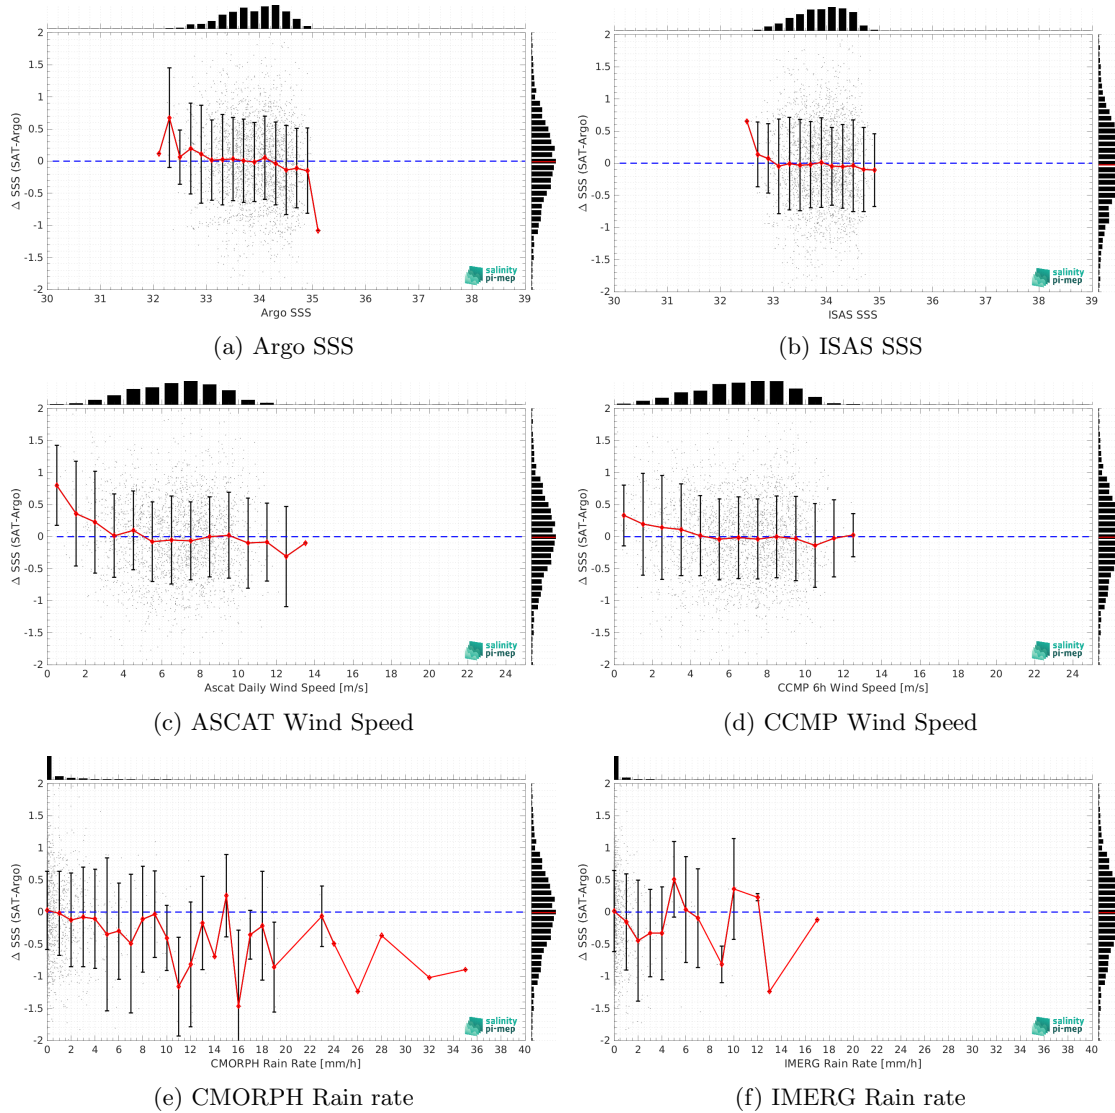 2
1.5
1
0.5
0
-0.5
-1
-1.5
-2
Δ SSS (SAT-Argo)
30 31 32 33 34 35 36 37 38 39
Argo SSS
salinity
pi-mep
(a) Argo SSS
2
1.5
1
0.5
0
-0.5
-1
-1.5
-2
Δ SSS (SAT-Argo)
30 31 32 33 34 35 36 37 38 39
ISAS SSS
salinity
pi-mep
(b) ISAS SSS
2
1.5
1
0.5
0
-0.5
-1
-1.5
-2
Δ SSS (SAT-Argo)
0 2 4 6 8 10 12 14 16 18 20 22 24
Ascat Daily Wind Speed [m/s]
salinity
pi-mep
(c) ASCAT Wind Speed
2
1.5
1
0.5
0
-0.5
-1
-1.5
-2
Δ SSS (SAT-Argo)
0 2 4 6 8 10 12 14 16 18 20 22 24
CCMP 6h Wind Speed [m/s]
salinity
pi-mep
(d) CCMP Wind Speed
2
1.5
1
0.5
0
-0.5
-1
-1.5
-2
Δ SSS (SAT-Argo)
0 2 4 6 8 10 12 14 16 18 20 22 24 26 28 30 32 34 36 38 40
CMORPH Rain Rate [mm/h]
salinity
pi-mep
(e) CMORPH Rain rate
2
1.5
1
0.5
0
-0.5
-1
-1.5
-2
Δ SSS (SAT-Argo)
0 2 4 6 8 10 12 14 16 18 20 22 24 26 28 30 32 34 36 38 40
IMERG Rain Rate [mm/h]
salinity
pi-mep
(f) IMERG Rain rate